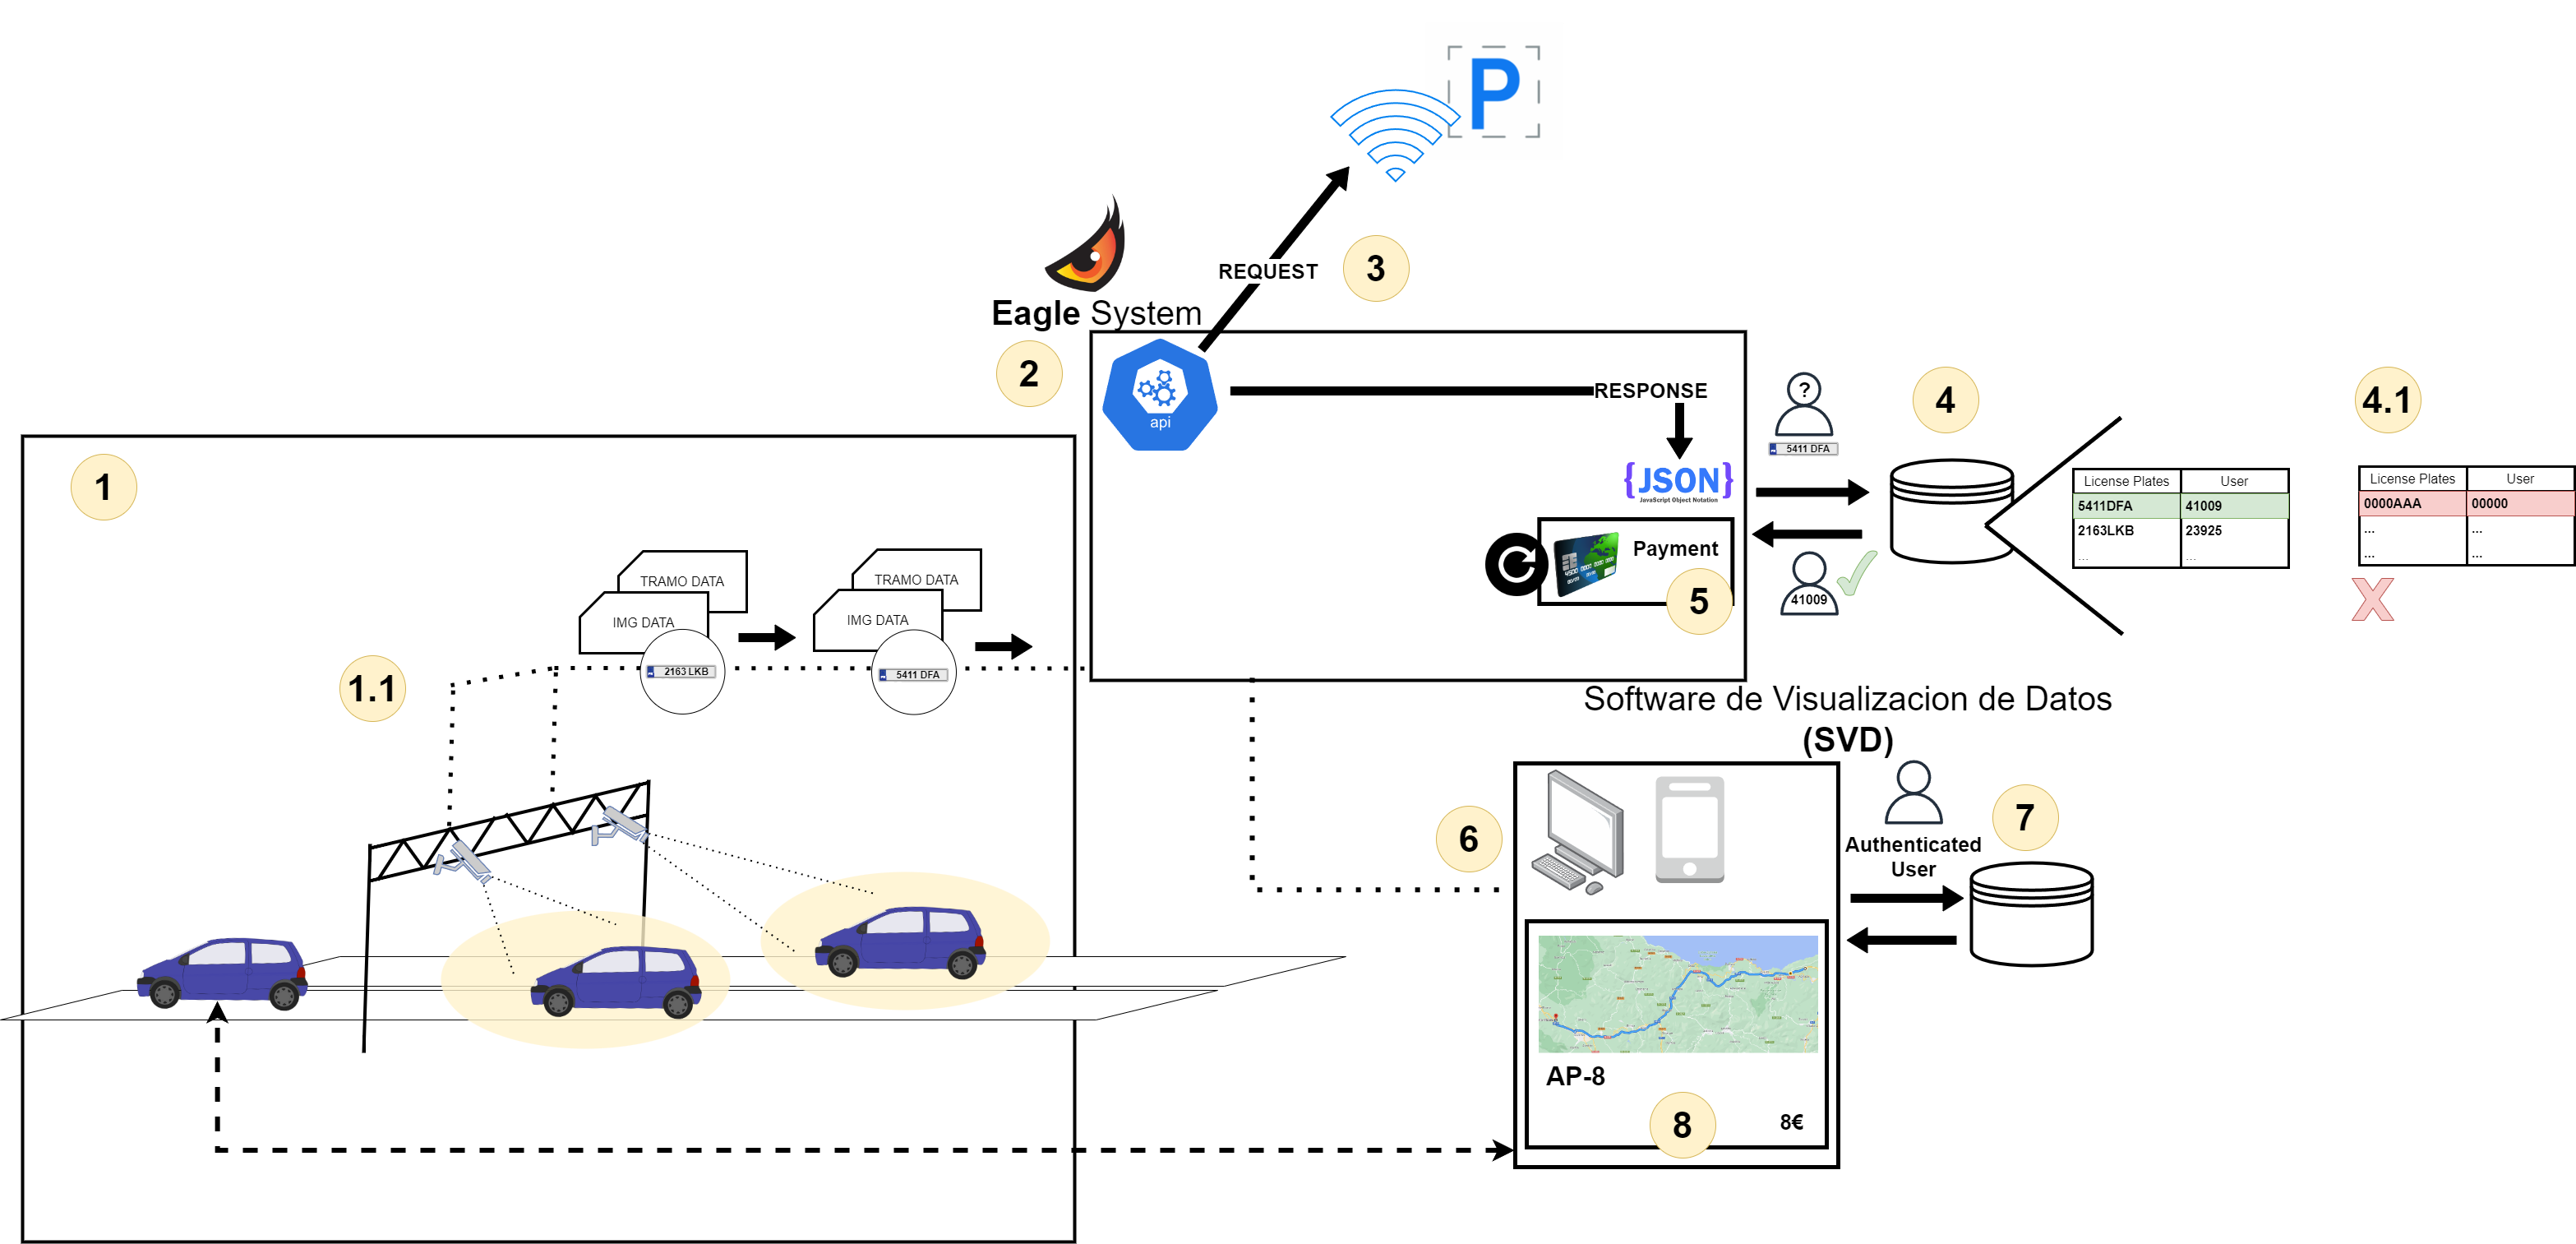 P
REQUEST
3
Eagle System
2
api
RESPONSE
{JSON}
JavaScript Object Notation
Payment
5
?
5411 DFA
41009
4
4.1
License Plates User
5411DFA 41009
2163LKB 23925
... ...
License Plates User
0000AAA 00000
... ...
... ...
X
1
TRAMO DATA
IMG DATA
2163 LKB
TRAMO DATA
IMG DATA
5411 DFA
1.1
Software de Visualizacion de Datos
(SVD)
6
Authenticated
User
7
AP-8
8
8€